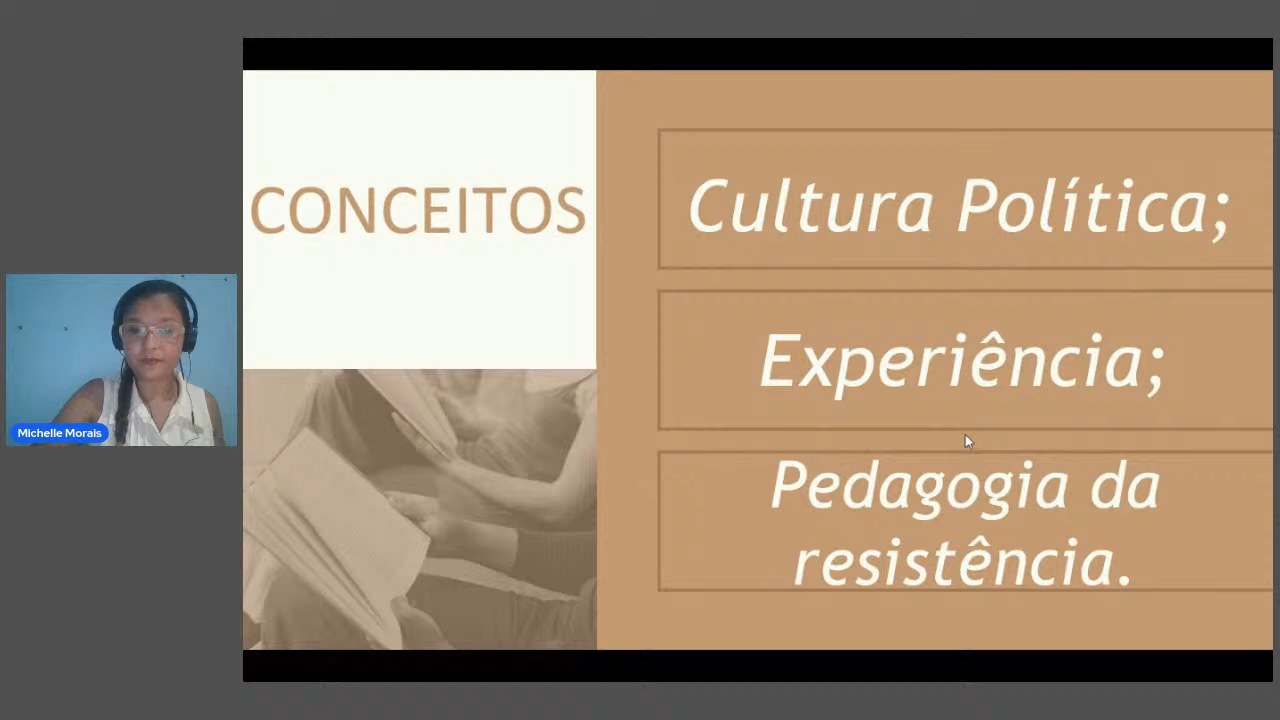 CONCEITOS
Cultura Política;
Experiência;
Pedagogia da
resistência.
Michelle Morais